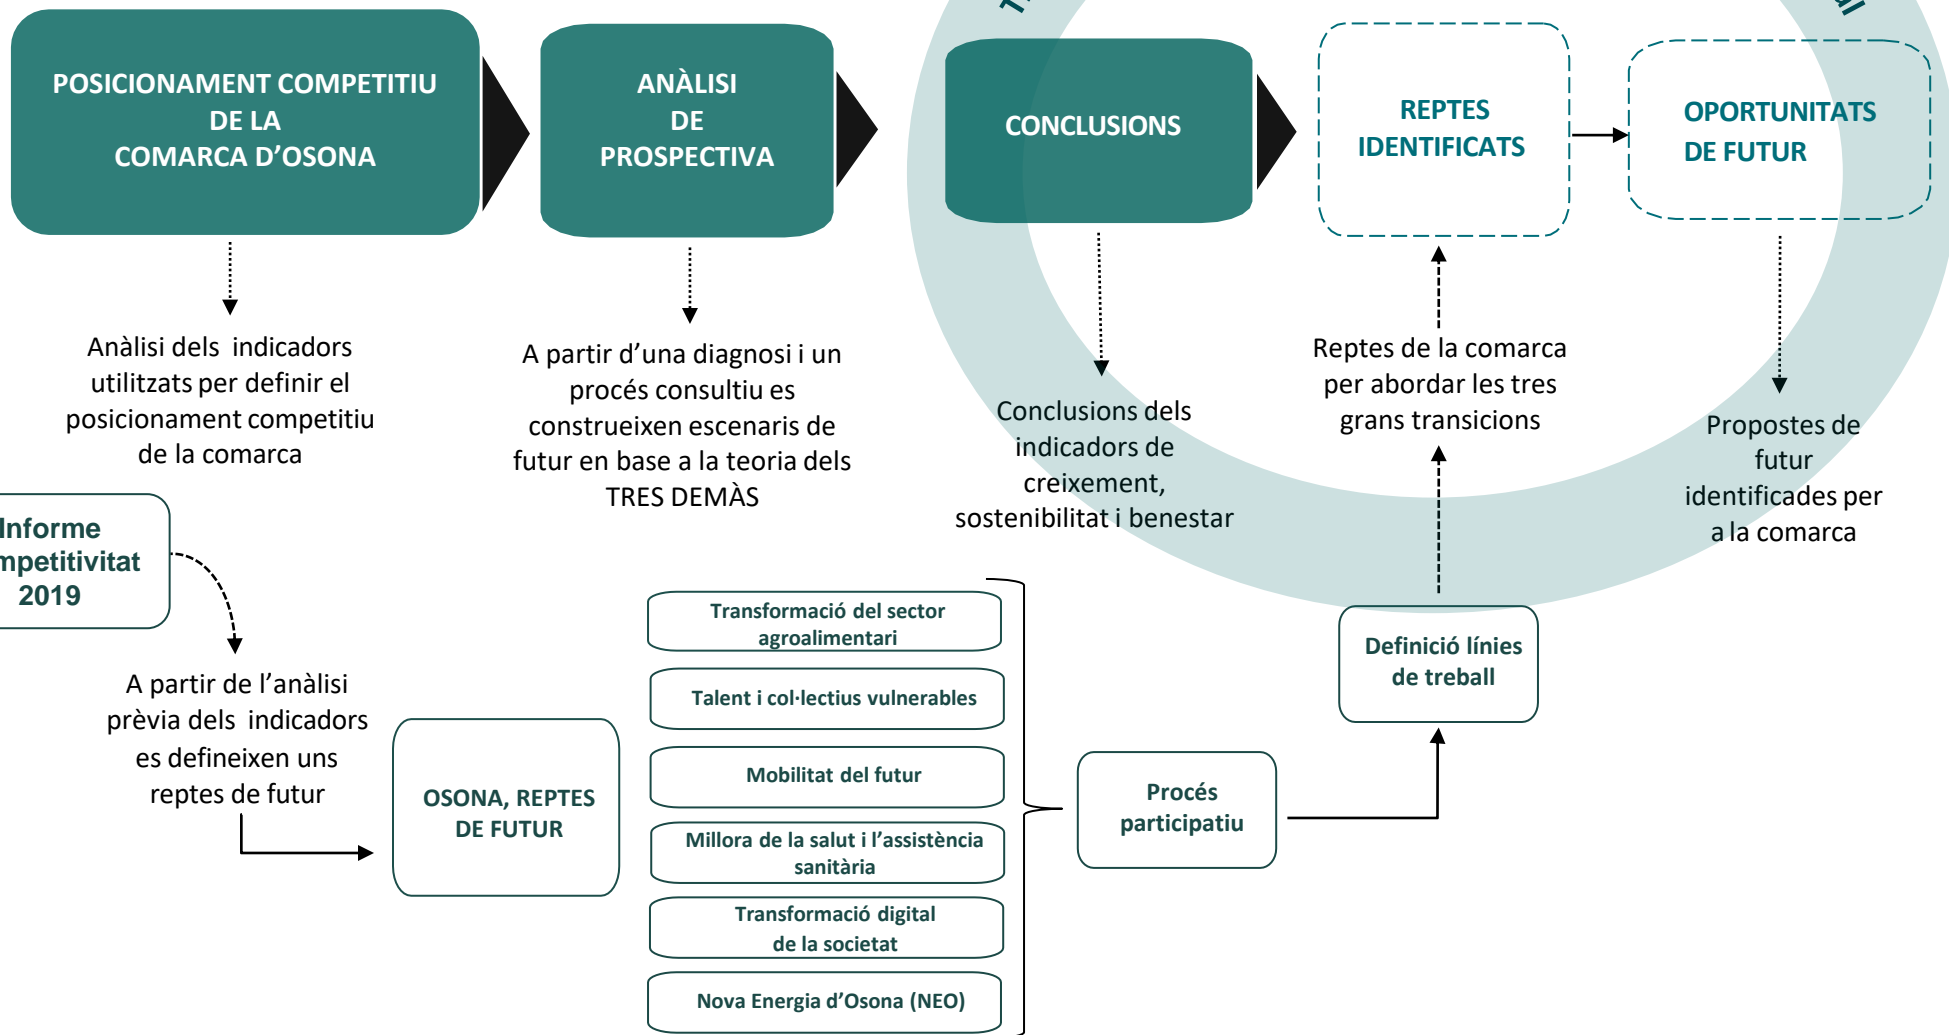 POSICIONAMENT COMPETITIU
DE LA
COMARCA D’OSONA
ANÀLISI
DE
PROSPECTIVA
CONCLUSIONS
REPTES
IDENTIFICATS
OPORTUNITATS
DE FUTUR
Anàlisi dels indicadors
utilitzats per definir el
posicionament competitiu
de la comarca
A partir d’una diagnosi i un
procés consultiu es
construeixen escenaris de
futur en base a la teoria dels
TRES DEMÀS
Conclusions dels
indicadors de
creixement,
sostenibilitat i benestar
Reptes de la comarca
per abordar les tres
grans transicions
Propostes de
futur
identificades per
a la comarca
Informe
mpetitivitat
2019
A partir de l’anàlisi
prèvia dels indicadors
es defineixen uns
reptes de futur
OSONA, REPTES
DE FUTUR
Transformació del sector
agroalimentari
Talent i col·lectius vulnerables
Mobilitat del futur
Millora de la salut i l’assistència
sanitària
Transformació digital
de la societat
Nova Energia d’Osona (NEO)
Procés
participatiu
Definició línies
de treball